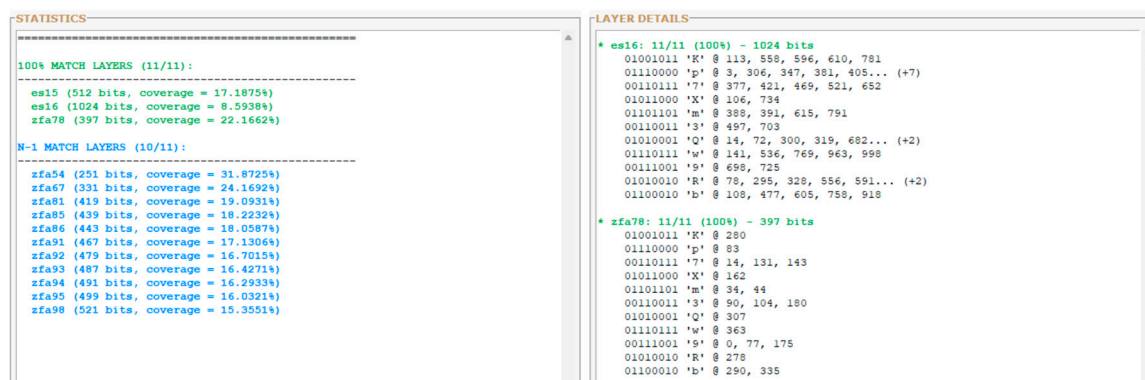 STATISTICS
==================================================
100% MATCH LAYERS (11/11):
--------------------------------------------------
es15 (512 bits, coverage = 17.1875%)
es16 (1024 bits, coverage = 8.5938%)
zfa78 (397 bits, coverage = 22.1662%)
N-1 MATCH LAYERS (10/11):
--------------------------------------------------
zfa54 (251 bits, coverage = 31.8725%)
zfa67 (331 bits, coverage = 24.1692%)
zfa81 (419 bits, coverage = 19.0931%)
zfa85 (439 bits, coverage = 18.2232%)
zfa86 (443 bits, coverage = 18.0587%)
zfa91 (467 bits, coverage = 17.1306%)
zfa92 (479 bits, coverage = 16.7015%)
zfa93 (487 bits, coverage = 16.4271%)
zfa94 (491 bits, coverage = 16.2933%)
zfa95 (499 bits, coverage = 16.0321%)
zfa98 (521 bits, coverage = 15.3551%)
LAYER DETAILS
* es16: 11/11 (100%) - 1024 bits
01001011 'K' @ 113, 558, 596, 610, 781
01110000 'p' @ 3, 306, 347, 381, 405... (+7)
00110111 '7' @ 377, 421, 469, 521, 652
01011000 'X' @ 106, 734
01101101 'm' @ 388, 391, 615, 791
00110011 '3' @ 497, 703
01010001 'Q' @ 14, 72, 300, 319, 682... (+2)
01110111 'w' @ 141, 536, 769, 963, 998
00111001 '9' @ 698, 725
01010010 'R' @ 78, 295, 328, 556, 591... (+2)
01100010 'b' @ 108, 477, 605, 758, 918
* zfa78: 11/11 (100%) - 397 bits
01001011 'K' @ 280
01110000 'p' @ 83
00110111 '7' @ 14, 131, 143
01011000 'X' @ 162
01101101 'm' @ 34, 44
00110011 '3' @ 90, 104, 180
01010001 'Q' @ 307
01110111 'w' @ 363
00111001 '9' @ 0, 77, 175
01010010 'R' @ 278
01100010 'b' @ 290, 335